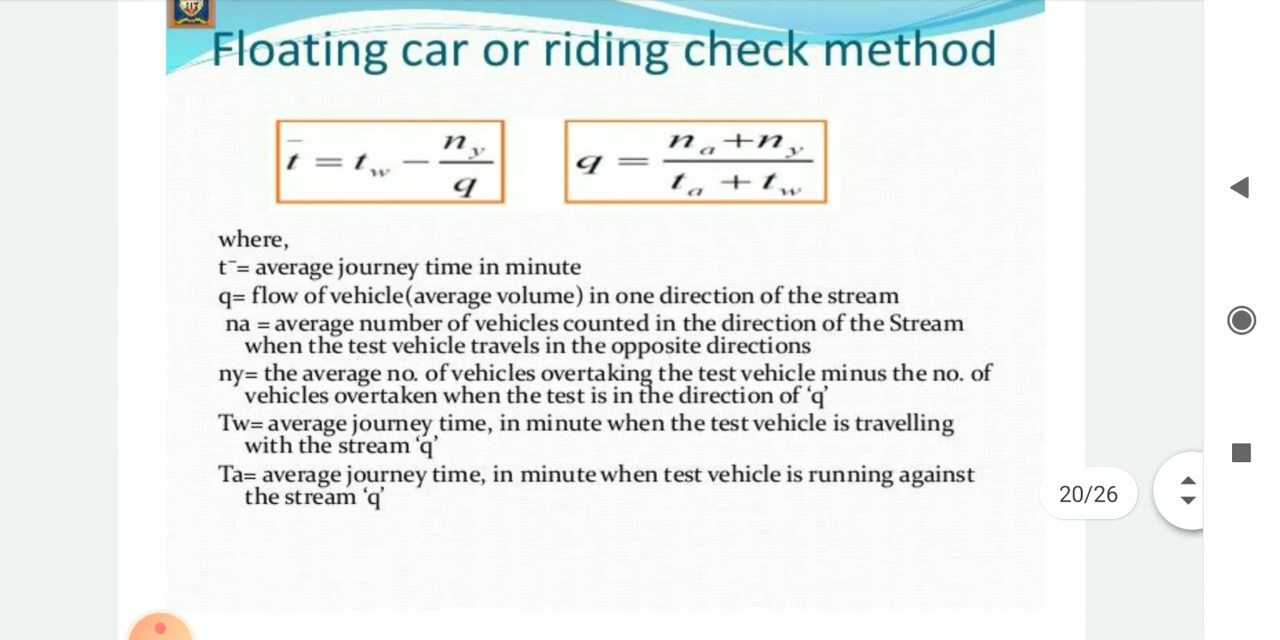 Floating car or riding check method
t̄ = t_w − n_y / q
q = n_a + n_y / t_a + t_w
where,
t¯= average journey time in minute
q= flow of vehicle(average volume) in one direction of the stream
na = average number of vehicles counted in the direction of the Stream
when the test vehicle travels in the opposite directions
ny= the average no. of vehicles overtaking the test vehicle minus the no. of
vehicles overtaken when the test is in the direction of ‘q’
Tw= average journey time, in minute when the test vehicle is travelling
with the stream ‘q’
Ta= average journey time, in minute when test vehicle is running against
the stream ‘q’
20/26